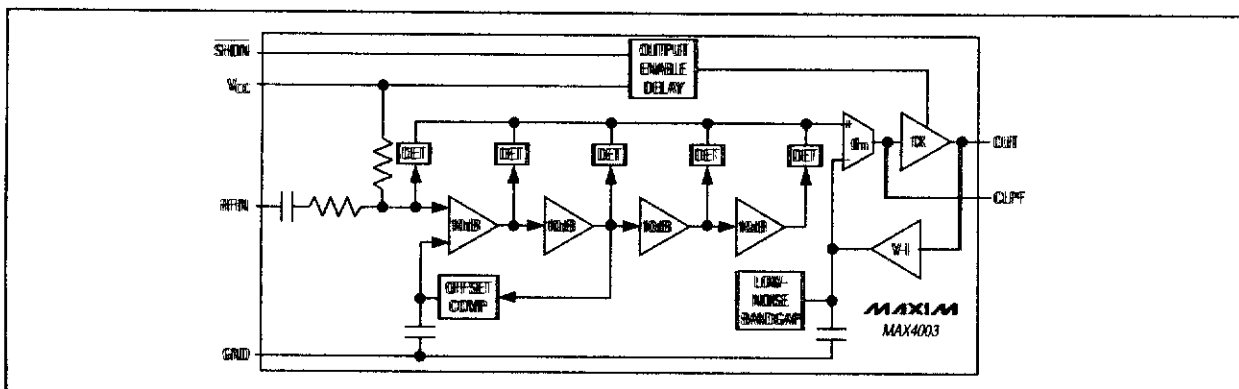 SHDN
OUTPUT
ENABLE
DELAY
VCC
gm
1X
OUT
DET
DET
DET
DET
DET
CLPF
RFIN
10dB
10dB
10dB
10dB
V-I
OFFSET
COMP
LOW-
NOISE
BANDGAP
MAXIM
MAX4003
GND
+
-